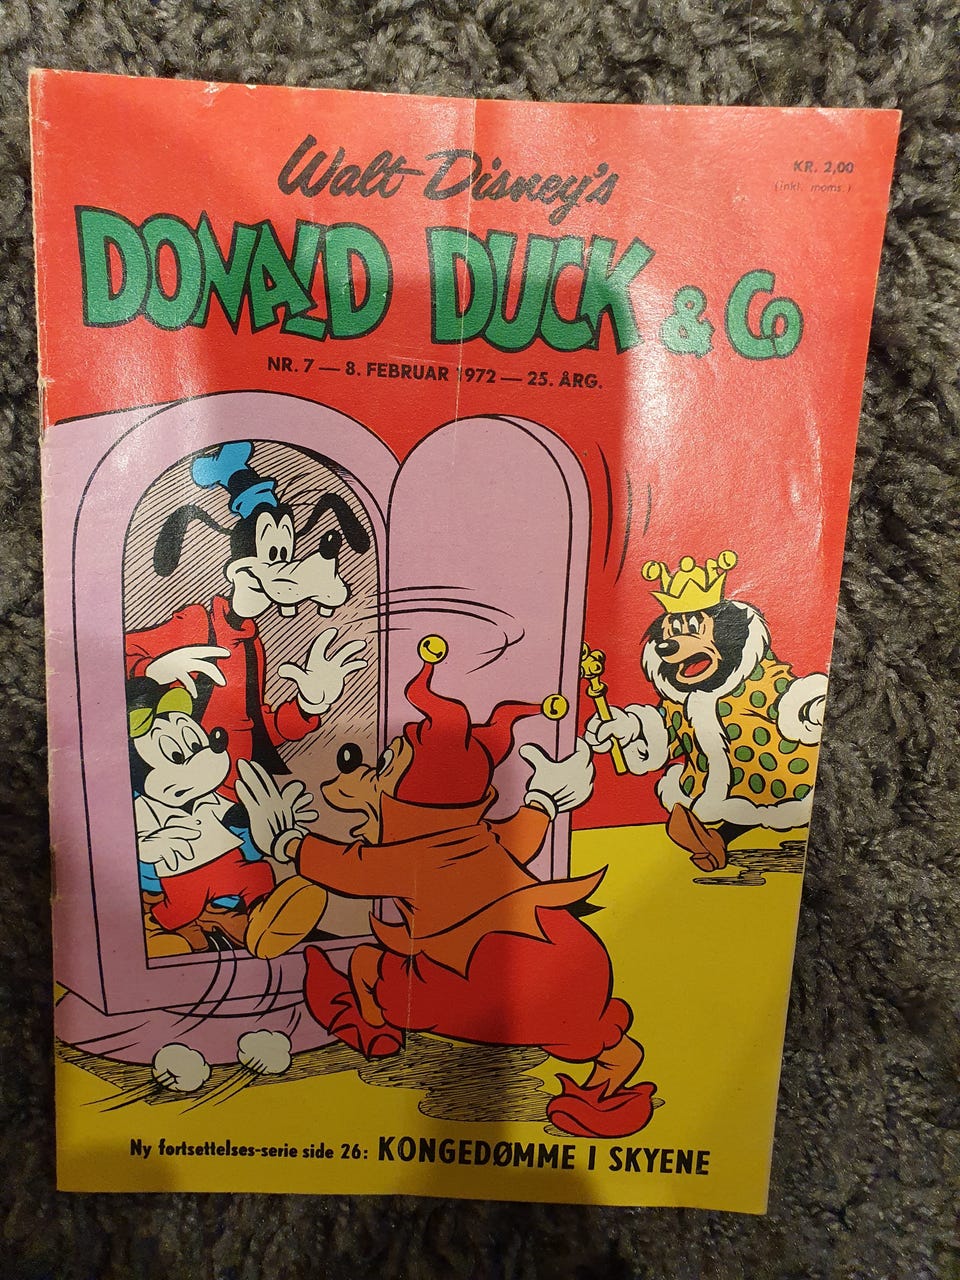 Walt Disney's
KR. 2,00
(inkl. moms.)
DONALD DUCK & Co
NR. 7 — 8. FEBRUAR 1972 — 25. ÅRG.
Ny fortsettelses-serie side 26: KONGEDØMME I SKYENE